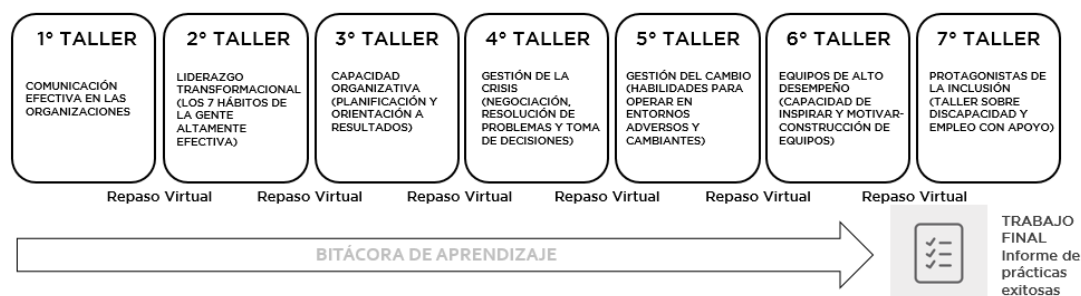 1° TALLER
COMUNICACIÓN
EFECTIVA EN LAS
ORGANIZACIONES
2° TALLER
LIDERAZGO
TRANSFORMACIONAL
(LOS 7 HÁBITOS DE
LA GENTE
ALTAMENTE
EFECTIVA)
3° TALLER
CAPACIDAD
ORGANIZATIVA
(PLANIFICACIÓN Y
ORIENTACIÓN A
RESULTADOS)
4° TALLER
GESTIÓN DE LA
CRISIS
(NEGOCIACIÓN,
RESOLUCIÓN DE
PROBLEMAS Y TOMA
DE DECISIONES)
5° TALLER
GESTIÓN DEL CAMBIO
(HABILIDADES PARA
OPERAR EN
ENTORNOS
ADVERSOS Y
CAMBIANTES)
6° TALLER
EQUIPOS DE ALTO
DESEMPEÑO
(CAPACIDAD DE
INSPIRAR Y MOTIVAR-
CONSTRUCCIÓN DE
EQUIPOS)
7° TALLER
PROTAGONISTAS DE
LA INCLUSIÓN
(TALLER SOBRE
DISCAPACIDAD Y
EMPLEO CON APOYO)
Repaso Virtual
Repaso Virtual
Repaso Virtual
Repaso Virtual
Repaso Virtual
Repaso Virtual
BITÁCORA DE APRENDIZAJE
TRABAJO
FINAL
Informe de
prácticas
exitosas